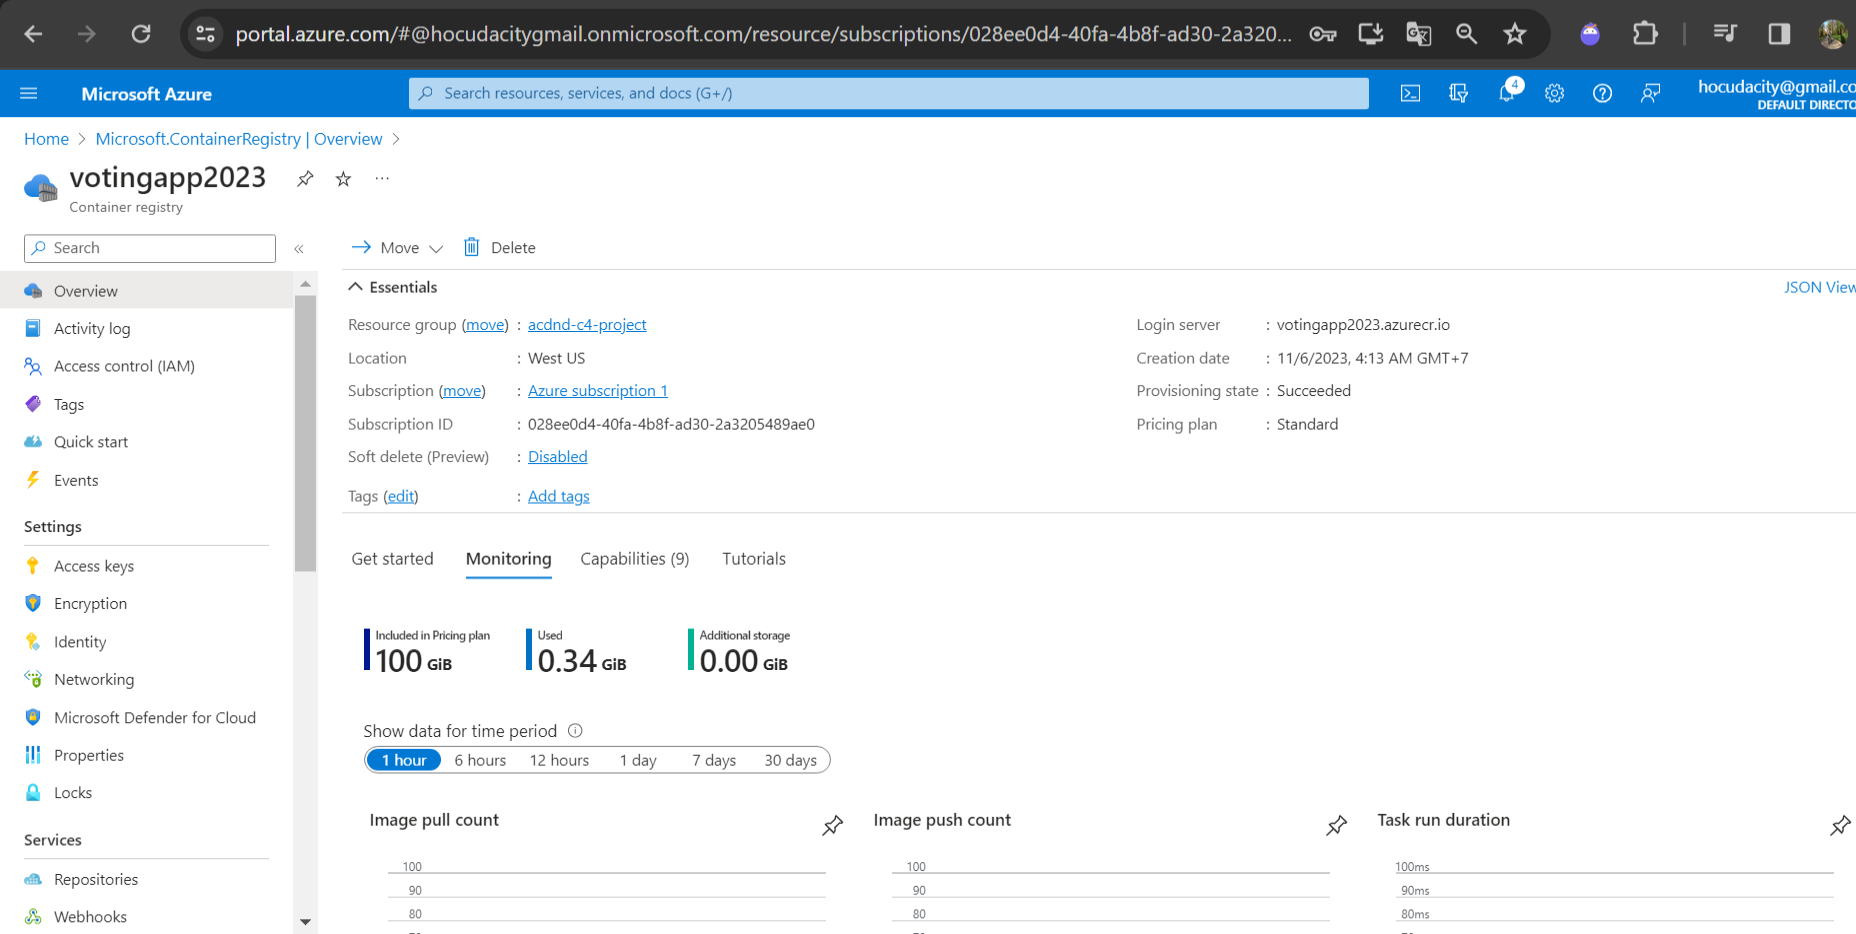 portal.azure.com/#@hocudacitygmail.onmicrosoft.com/resource/subscriptions/028ee0d4-40fa-4b8f-ad30-2a320...
Microsoft Azure
Search resources, services, and docs (G+/)
4
hocudacity@gmail.co
DEFAULT DIRECTO
Home > Microsoft.ContainerRegistry | Overview >
votingapp2023
...
Container registry
Search
«
Move
Delete
Overview
Activity log
Access control (IAM)
Tags
Quick start
Events
Settings
Access keys
Encryption
Identity
Networking
Microsoft Defender for Cloud
Properties
Locks
Services
Repositories
Webhooks
Essentials
JSON View
Resource group (move) : acdnd-c4-project
Location : West US
Subscription (move) : Azure subscription 1
Subscription ID : 028ee0d4-40fa-4b8f-ad30-2a3205489ae0
Soft delete (Preview) : Disabled
Tags (edit) : Add tags
Login server : votingapp2023.azurecr.io
Creation date : 11/6/2023, 4:13 AM GMT+7
Provisioning state : Succeeded
Pricing plan : Standard
Get started Monitoring Capabilities (9) Tutorials
Included in Pricing plan
100 GiB
Used
0.34 GiB
Additional storage
0.00 GiB
Show data for time period
1 hour 6 hours 12 hours 1 day 7 days 30 days
Image pull count
100
90
80
Image push count
100
90
80
Task run duration
100ms
90ms
80ms